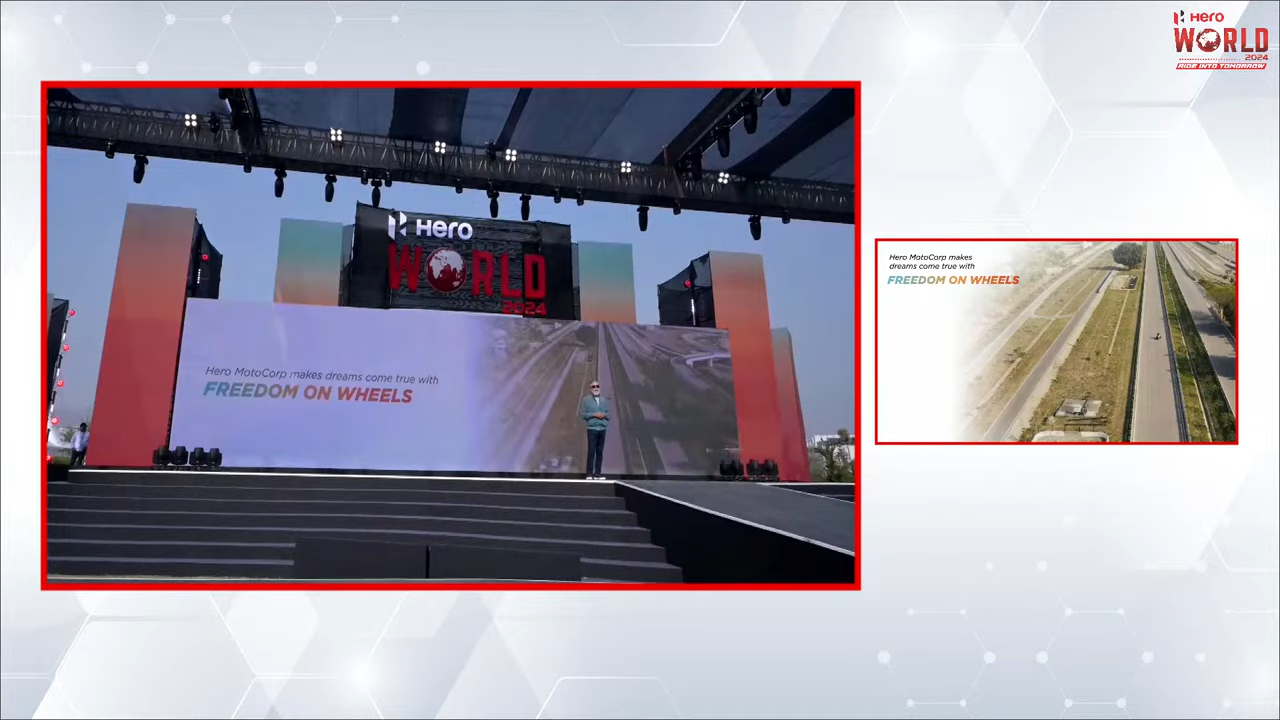 Hero
WORLD
2024
RIDE INTO TOMORROW
Hero
WORLD
2024
Hero MotoCorp makes dreams come true with
FREEDOM ON WHEELS
Hero MotoCorp makes
dreams come true with
FREEDOM ON WHEELS